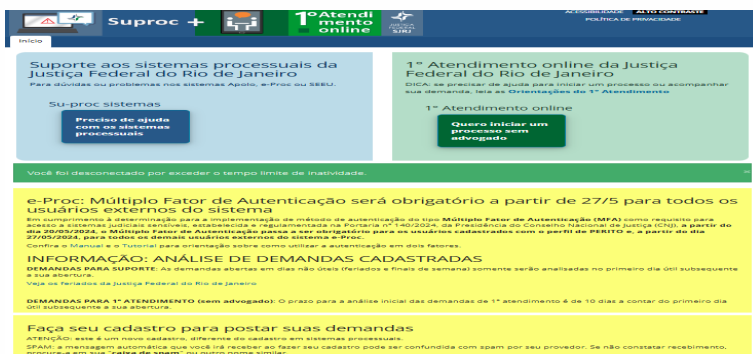 ACESSIBILIDADE ALTO CONTRASTE
POLÍTICA DE PRIVACIDADE
Suproc +
1º Atendi
mento
online
JUSTIÇA FEDERAL
SJRJ
Início
Suporte aos sistemas processuais da
Justiça Federal do Rio de Janeiro
Para dúvidas ou problemas nos sistemas Apolo, e-Proc ou SEEU.
Su-proc sistemas
Preciso de ajuda
com os sistemas
processuais
1º Atendimento online da Justiça
Federal do Rio de Janeiro
DICA: se precisar de ajuda para iniciar um processo ou acompanhar
sua demanda, leia as Orientações do 1º Atendimento
1º Atendimento online
Quero iniciar um
processo sem
advogado
Você foi desconectado por exceder o tempo limite de inatividade.
×
e-Proc: Múltiplo Fator de Autenticação será obrigatório a partir de 27/5 para todos os
usuários externos do sistema
Em cumprimento à determinação para a implementação de método de autenticação do tipo Múltiplo Fator de Autenticação (MFA) como requisito para
acesso a sistemas judiciais sensíveis, estabelecida e regulamentada na Portaria nº 140/2024, da Presidência do Conselho Nacional de Justiça (CNJ), a partir do
dia 20/05/2024, o Múltiplo Fator de Autenticação passa a ser obrigatório para os usuários cadastrados com o perfil de PERITO e, a partir do dia
27/05/2024, para todos os demais usuários externos do sistema e-Proc.
Confira o Manual e o Tutorial para orientação sobre como utilizar a autenticação em dois fatores.
INFORMAÇÃO: ANÁLISE DE DEMANDAS CADASTRADAS
DEMANDAS PARA SUPORTE: As demandas abertas em dias não úteis (feriados e finais de semana) somente serão analisadas no primeiro dia útil subsequente
a sua abertura.
Veja os feriados da Justiça Federal do Rio de Janeiro
DEMANDAS PARA 1º ATENDIMENTO (sem advogado): O prazo para a análise inicial das demandas de 1º atendimento é de 10 dias a contar do primeiro dia
útil subsequente a sua abertura.
Faça seu cadastro para postar suas demandas
ATENÇÃO: este é um novo cadastro, diferente do cadastro em sistemas processuais.
SPAM: a mensagem automática que você irá receber ao fazer seu cadastro pode ser confundida com spam por seu provedor. Se não constatar recebimento,
procure-a em sua "caixa de spam" ou outro nome similar.